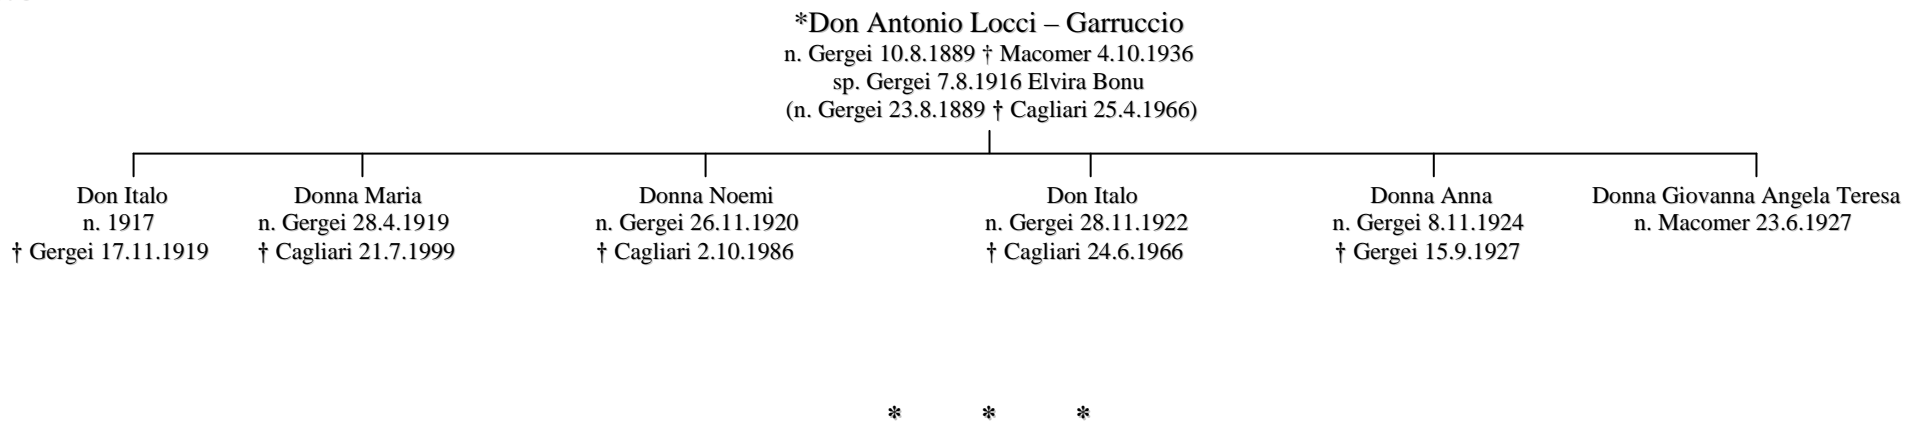 *Don Antonio Locci – Garruccio
n. Gergei 10.8.1889 † Macomer 4.10.1936
sp. Gergei 7.8.1916 Elvira Bonu
(n. Gergei 23.8.1889 † Cagliari 25.4.1966)
Don Italo
n. 1917
† Gergei 17.11.1919
Donna Maria
n. Gergei 28.4.1919
† Cagliari 21.7.1999
Donna Noemi
n. Gergei 26.11.1920
† Cagliari 2.10.1986
Don Italo
n. Gergei 28.11.1922
† Cagliari 24.6.1966
Donna Anna
n. Gergei 8.11.1924
† Gergei 15.9.1927
Donna Giovanna Angela Teresa
n. Macomer 23.6.1927
* * *